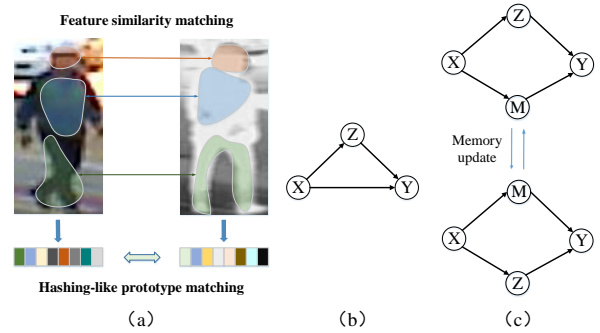 Feature similarity matching
Hashing-like prototype matching
（a）
X
Z
Y
（b）
Z
X
Y
M
Memory
update
M
X
Y
Z
（c）